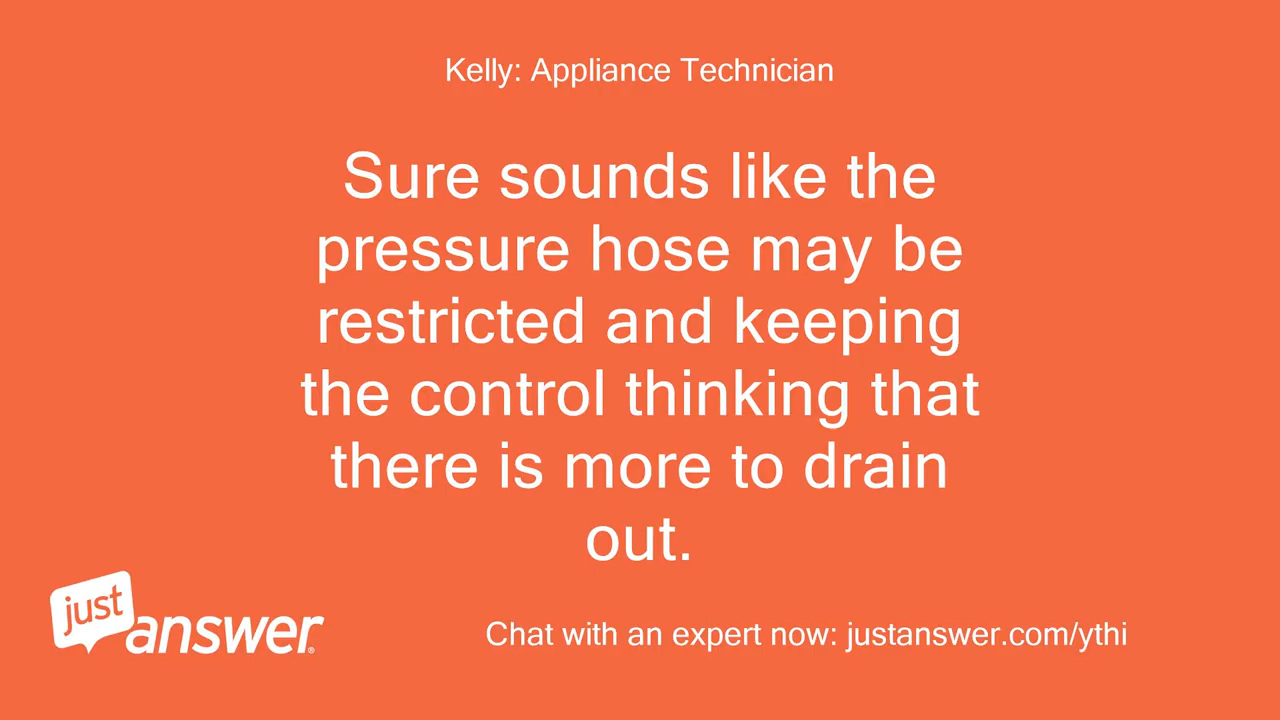 Kelly: Appliance Technician
Sure sounds like the
pressure hose may be
restricted and keeping
the control thinking that
there is more to drain
out.
just
answer®
Chat with an expert now: justanswer.com/ythi